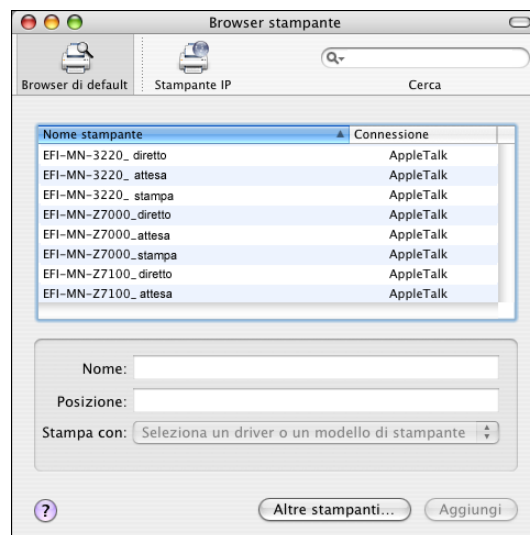 Browser stampante
Browser di default
Stampante IP
Cerca
Nome stampante Connessione
EFI-MN-3220_ diretto AppleTalk
EFI-MN-3220_ attesa AppleTalk
EFI-MN-3220_ stampa AppleTalk
EFI-MN-Z7000_diretto AppleTalk
EFI-MN-Z7000_attesa AppleTalk
EFI-MN-Z7000_stampa AppleTalk
EFI-MN-Z7100_diretto AppleTalk
EFI-MN-Z7100_ attesa AppleTalk
Nome:
Posizione:
Stampa con: Seleziona un driver o un modello di stampante
? Altre stampanti... Aggiungi